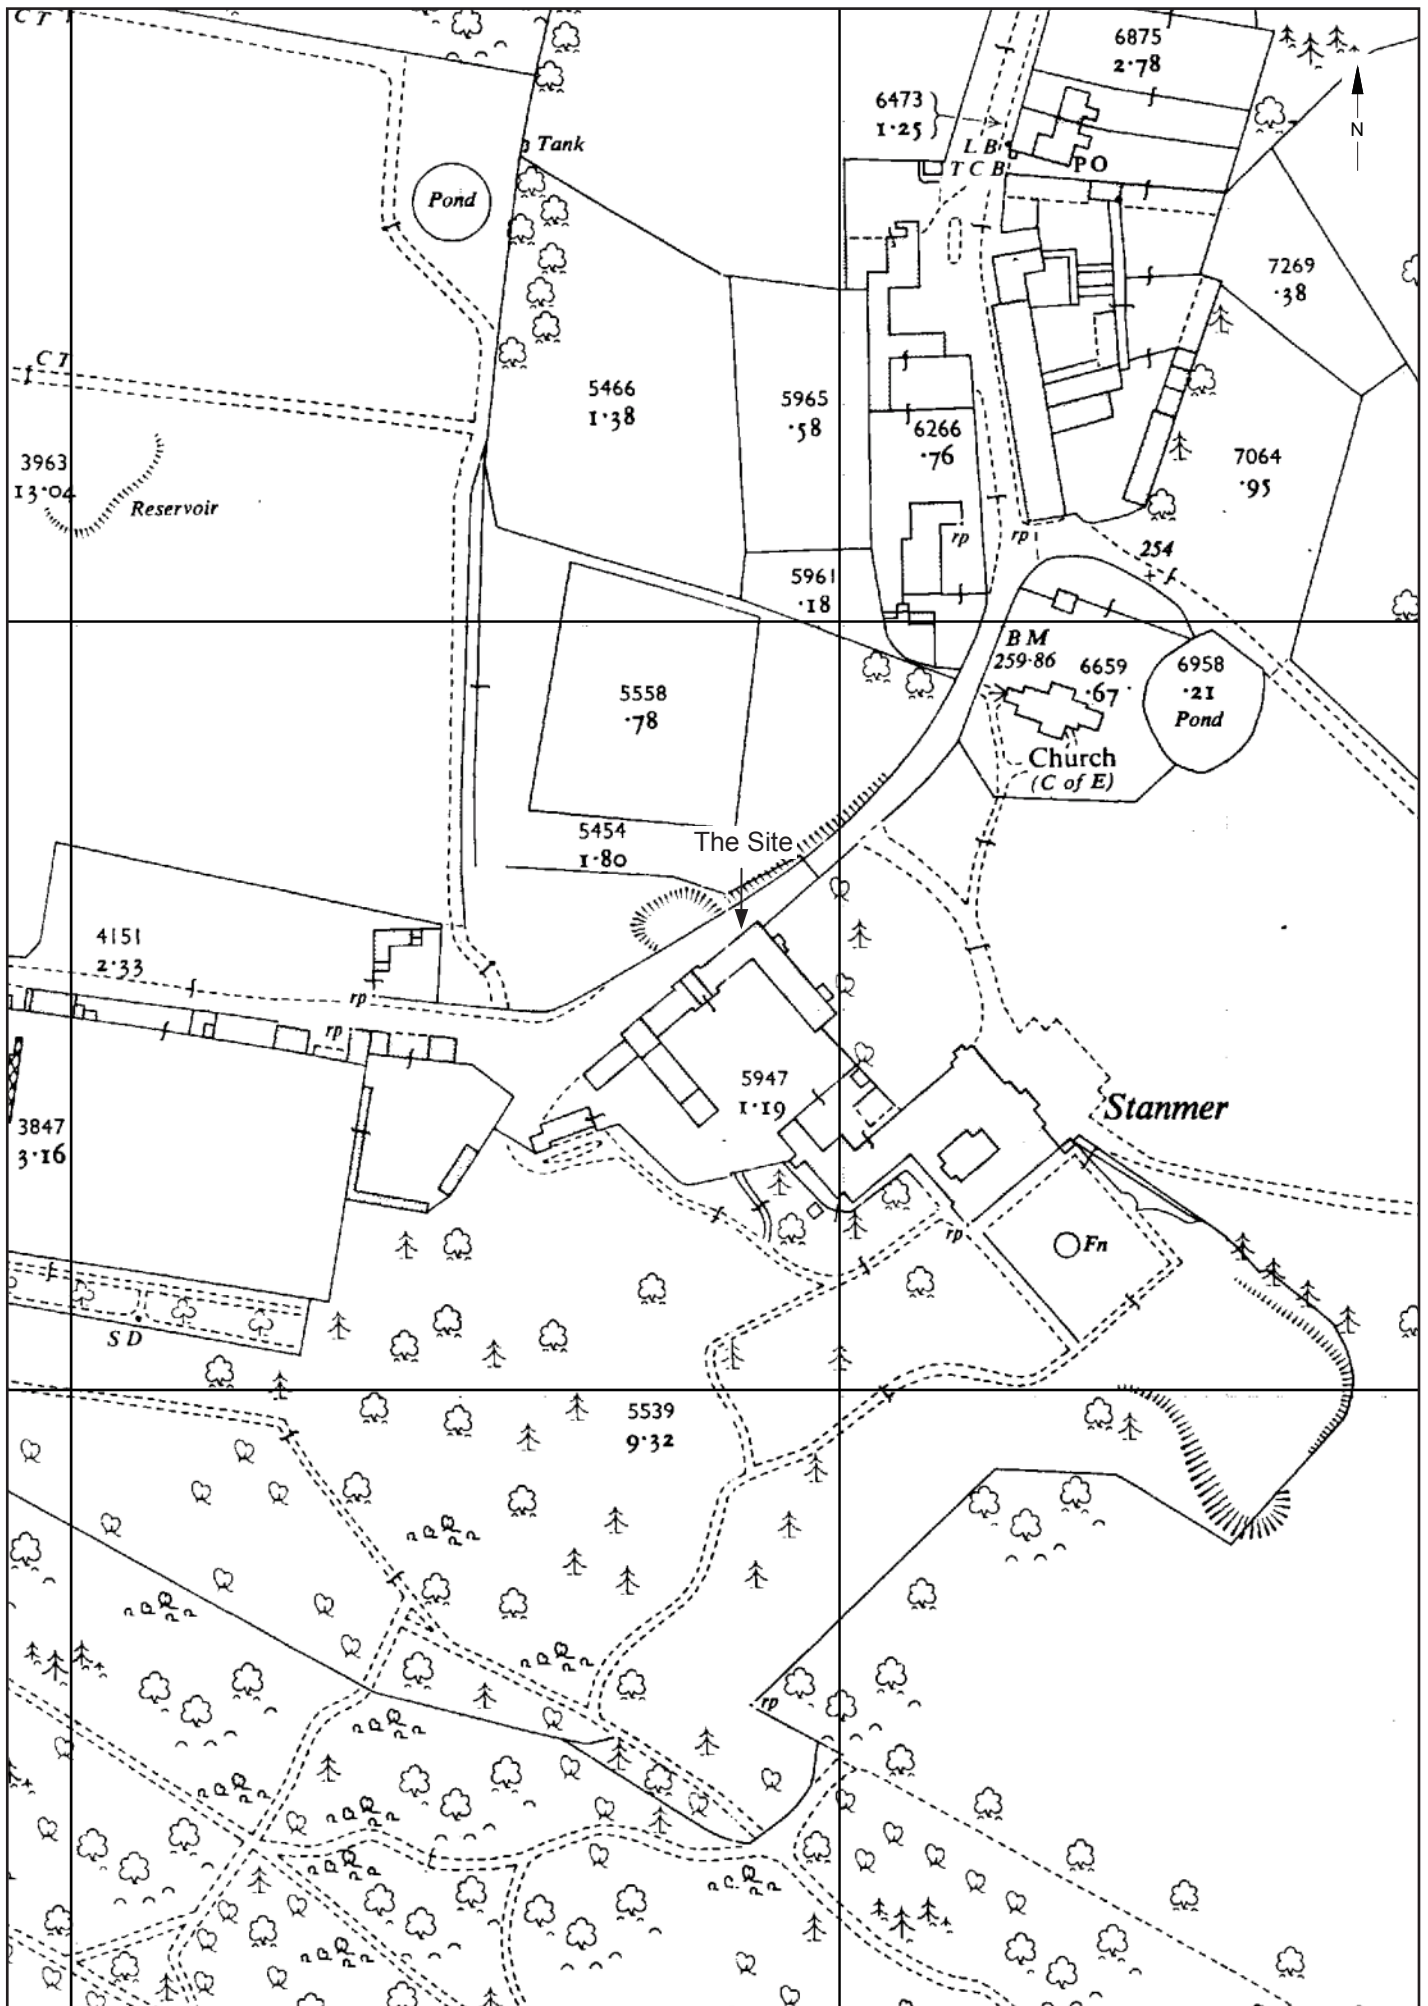 C T
6875
2·78
6473
1·25
N
L B
T C B
PO
Tank
Pond
7269
·38
C T
5466
1·38
5965
·58
6266
·76
3963
13·04
Reservoir
7064
·95
rp
rp
254
5961
·18
B M
259·86
6659
·67
6958
·21
Pond
5558
·78
Church
(C of E)
5454
1·80
The Site
4151
2·33
rp
rp
5947
1·19
Stanmer
3847
3·16
rp
Fn
S D
5539
9·32
rp